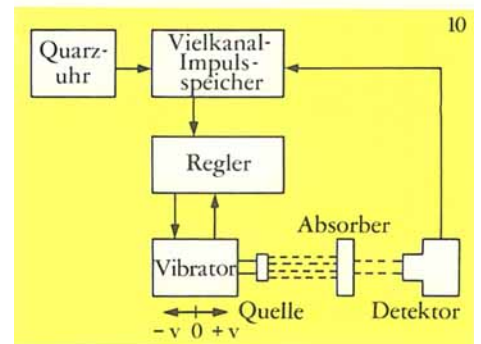 10
Quarz-
uhr
Vielkanal-
Impuls-
speicher
Regler
Absorber
Vibrator
Quelle
Detektor
− v 0 + v